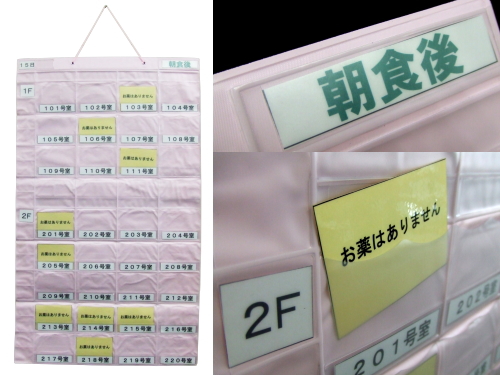 15日 朝食後
1F
お薬はありません
101号室 102号室 103号室 104号室
お薬はありません
105号室 106号室 107号室 108号室
お薬はありません
109号室 110号室 111号室
2F
お薬はありません
201号室 202号室 203号室 204号室
お薬はありません
205号室 206号室 207号室 208号室
209号室 210号室 211号室 212号室
お薬はありません お薬はありません お薬はありません
213号室 214号室 215号室 216号室
お薬はありません
217号室 218号室 219号室 220号室
朝食後
お薬はありません
2F
201号室
202号室